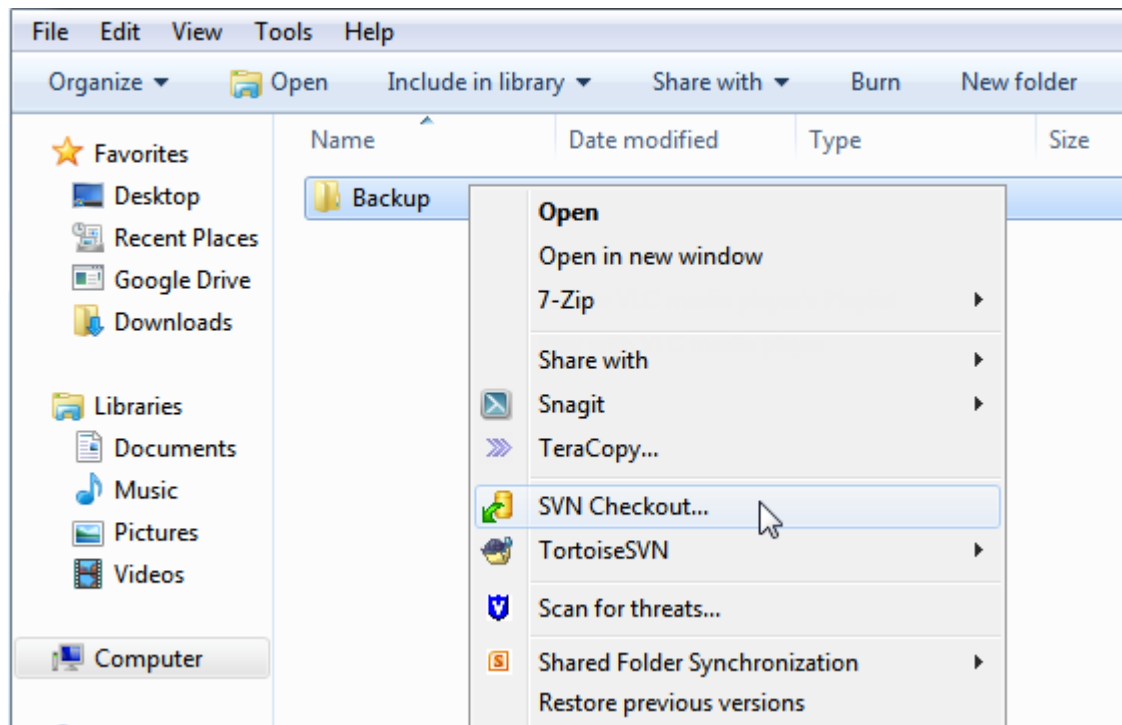 File Edit View Tools Help
Organize Open Include in library Share with Burn New folder
Name Date modified Type Size
Favorites
Desktop
Recent Places
Google Drive
Downloads
Libraries
Documents
Music
Pictures
Videos
Computer
Backup
Open
Open in new window
7-Zip
Share with
Snagit
TeraCopy...
SVN Checkout...
TortoiseSVN
Scan for threats...
Shared Folder Synchronization
Restore previous versions